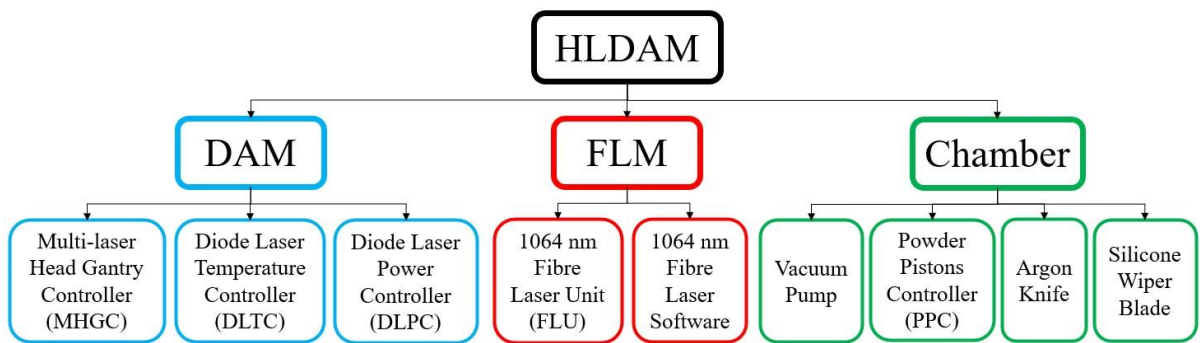 HLDAM
DAM
FLM
Chamber
Multi-laser
Head Gantry
Controller
(MHGC)
Diode Laser
Temperature
Controller
(DLTC)
Diode Laser
Power
Controller
(DLPC)
1064 nm
Fibre
Laser Unit
(FLU)
1064 nm
Fibre
Laser
Software
Vacuum
Pump
Powder
Pistons
Controller
(PPC)
Argon
Knife
Silicone
Wiper
Blade